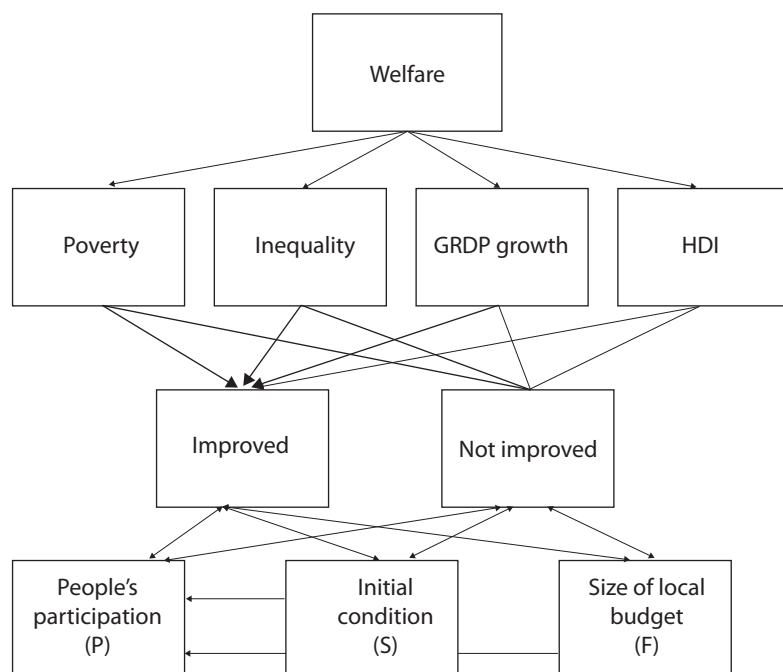 Welfare
Poverty
Inequality
GRDP growth
HDI
Improved
Not improved
People’s
participation
(P)
Initial
condition
(S)
Size of local
budget
(F)